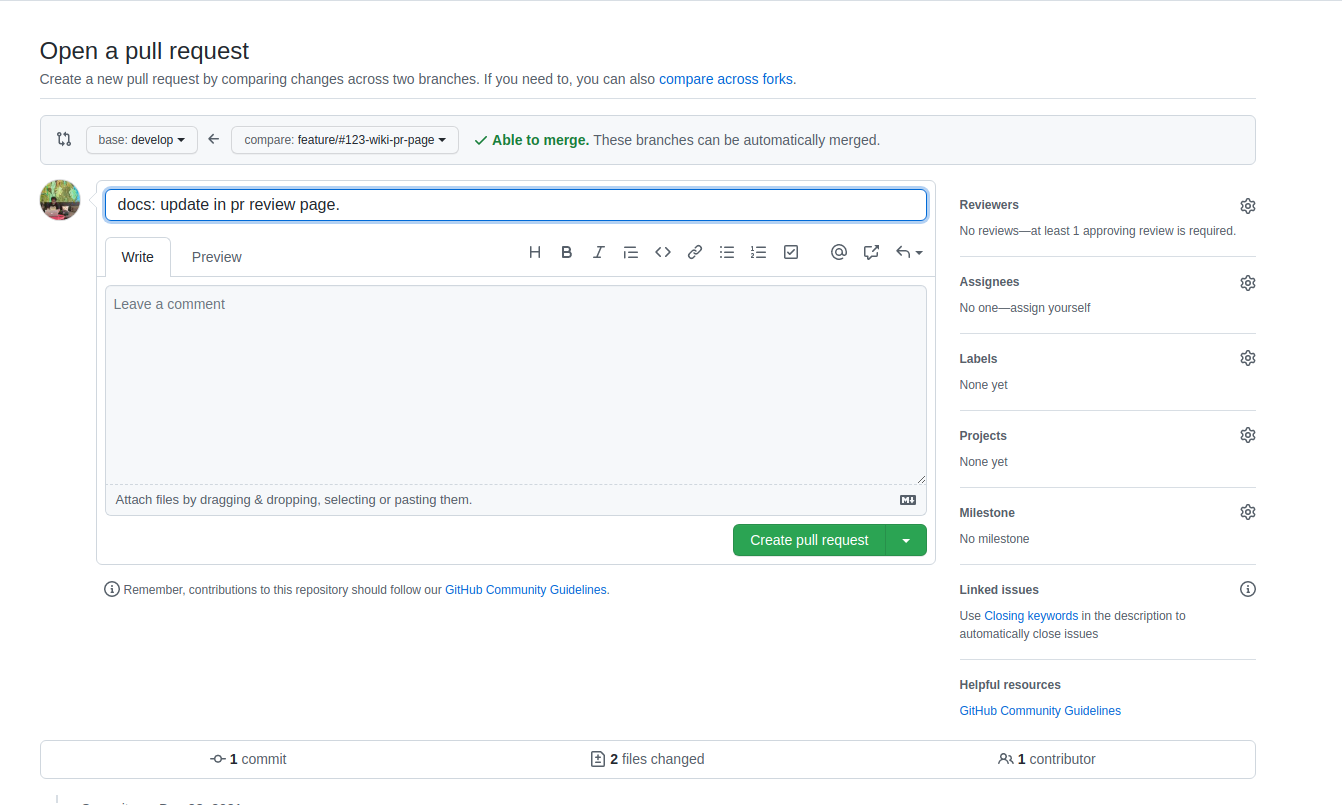 Open a pull request
Create a new pull request by comparing changes across two branches. If you need to, you can also compare across forks.
base: develop
compare: feature/#123-wiki-pr-page
Able to merge. These branches can be automatically merged.
docs: update in pr review page.
Write
Preview
Leave a comment
Attach files by dragging & dropping, selecting or pasting them.
Create pull request
Remember, contributions to this repository should follow our GitHub Community Guidelines.
Reviewers
No reviews—at least 1 approving review is required.
Assignees
No one—assign yourself
Labels
None yet
Projects
None yet
Milestone
No milestone
Linked issues
Use Closing keywords in the description to
automatically close issues
Helpful resources
GitHub Community Guidelines
1 commit
2 files changed
1 contributor